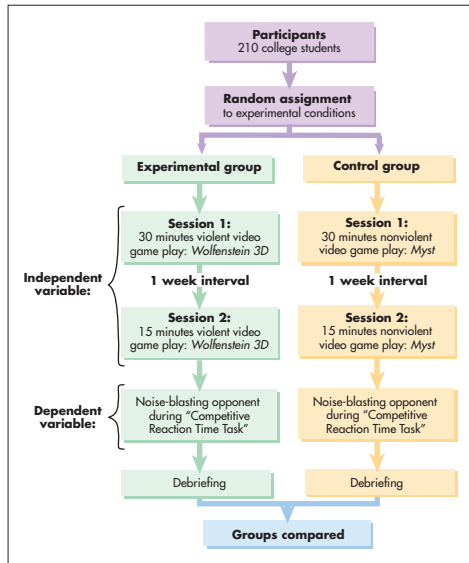 Participants
210 college students
Random assignment
to experimental conditions
Experimental group
Control group
Independent
variable:
Session 1:
30 minutes violent video
game play: Wolfenstein 3D
Session 1:
30 minutes nonviolent
video game play: Myst
1 week interval
1 week interval
Session 2:
15 minutes violent video
game play: Wolfenstein 3D
Session 2:
15 minutes nonviolent
video game play: Myst
Dependent
variable:
Noise-blasting opponent
during “Competitive
Reaction Time Task”
Noise-blasting opponent
during “Competitive
Reaction Time Task”
Debriefing
Debriefing
Groups compared